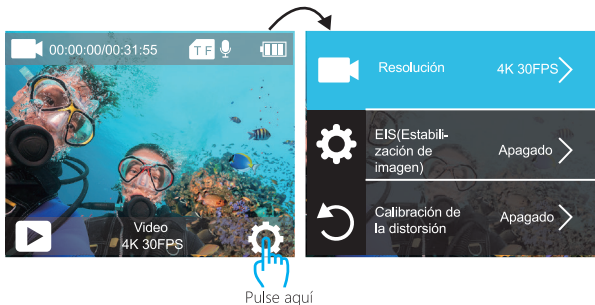 00:00:00/00:31:55
TF
Video
4K 30FPS
Pulse aquí
Resolución
4K 30FPS
EIS(Estabili-
zación de
imagen)
Apagado
Calibración de
la distorsión
Apagado